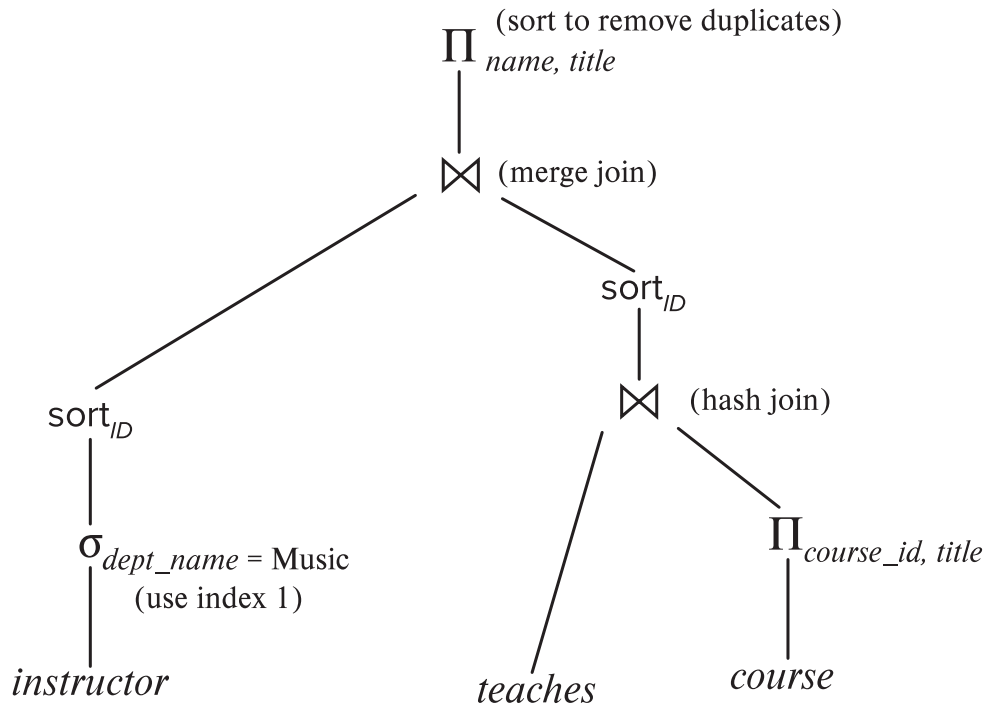 (sort to remove duplicates)
Π name, title
⋈ (merge join)
sort ID
⋈ (hash join)
sort ID
Π course_id, title
σ dept_name = Music
(use index 1)
instructor
teaches
course